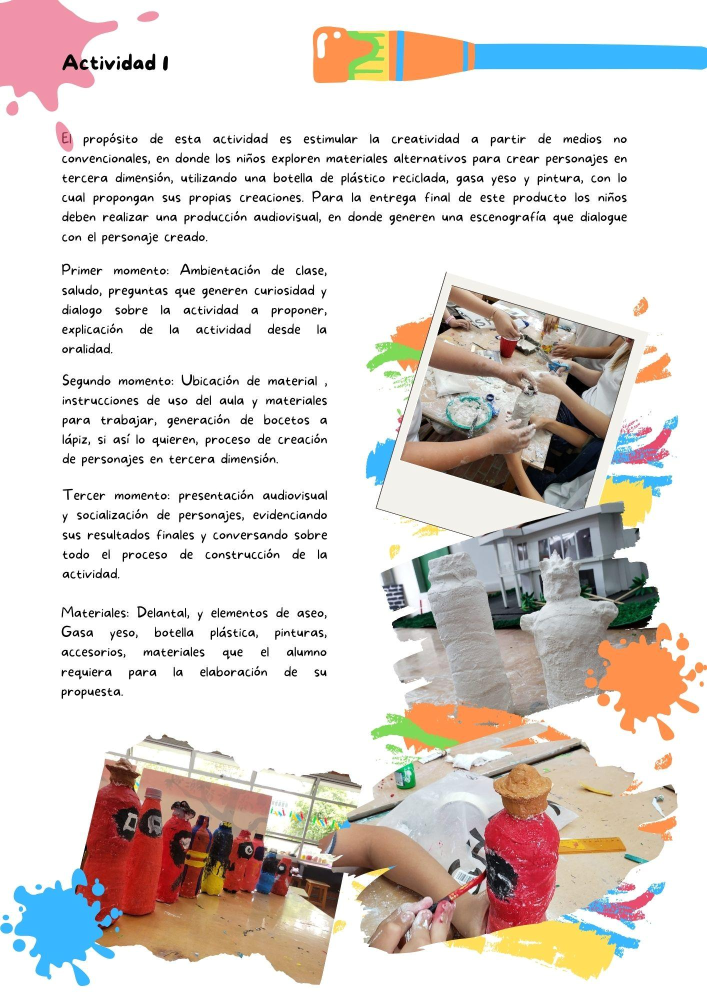 Actividad 1
El propósito de esta actividad es estimular la creatividad a partir de medios no
convencionales, en donde los niños exploren materiales alternativos para crear personajes en
tercera dimensión, utilizando una botella de plástico reciclada, gasa yeso y pintura, con lo
cual propongan sus propias creaciones. Para la entrega final de este producto los niños
deben realizar una producción audiovisual, en donde generen una escenografía que dialogue
con el personaje creado.
Primer momento: Ambientación de clase,
saludo, preguntas que generen curiosidad y
dialogo sobre la actividad a proponer,
explicación de la actividad desde la
oralidad.
Segundo momento: Ubicación de material ,
instrucciones de uso del aula y materiales
para trabajar, generación de bocetos a
lápiz, si así lo quieren, proceso de creación
de personajes en tercera dimensión.
Tercer momento: presentación audiovisual
y socialización de personajes, evidenciando
sus resultados finales y conversando sobre
todo el proceso de construcción de la
actividad.
Materiales: Delantal, y elementos de aseo,
Gasa yeso, botella plástica, pinturas,
accesorios, materiales que el alumno
requiera para la elaboración de su
propuesta.